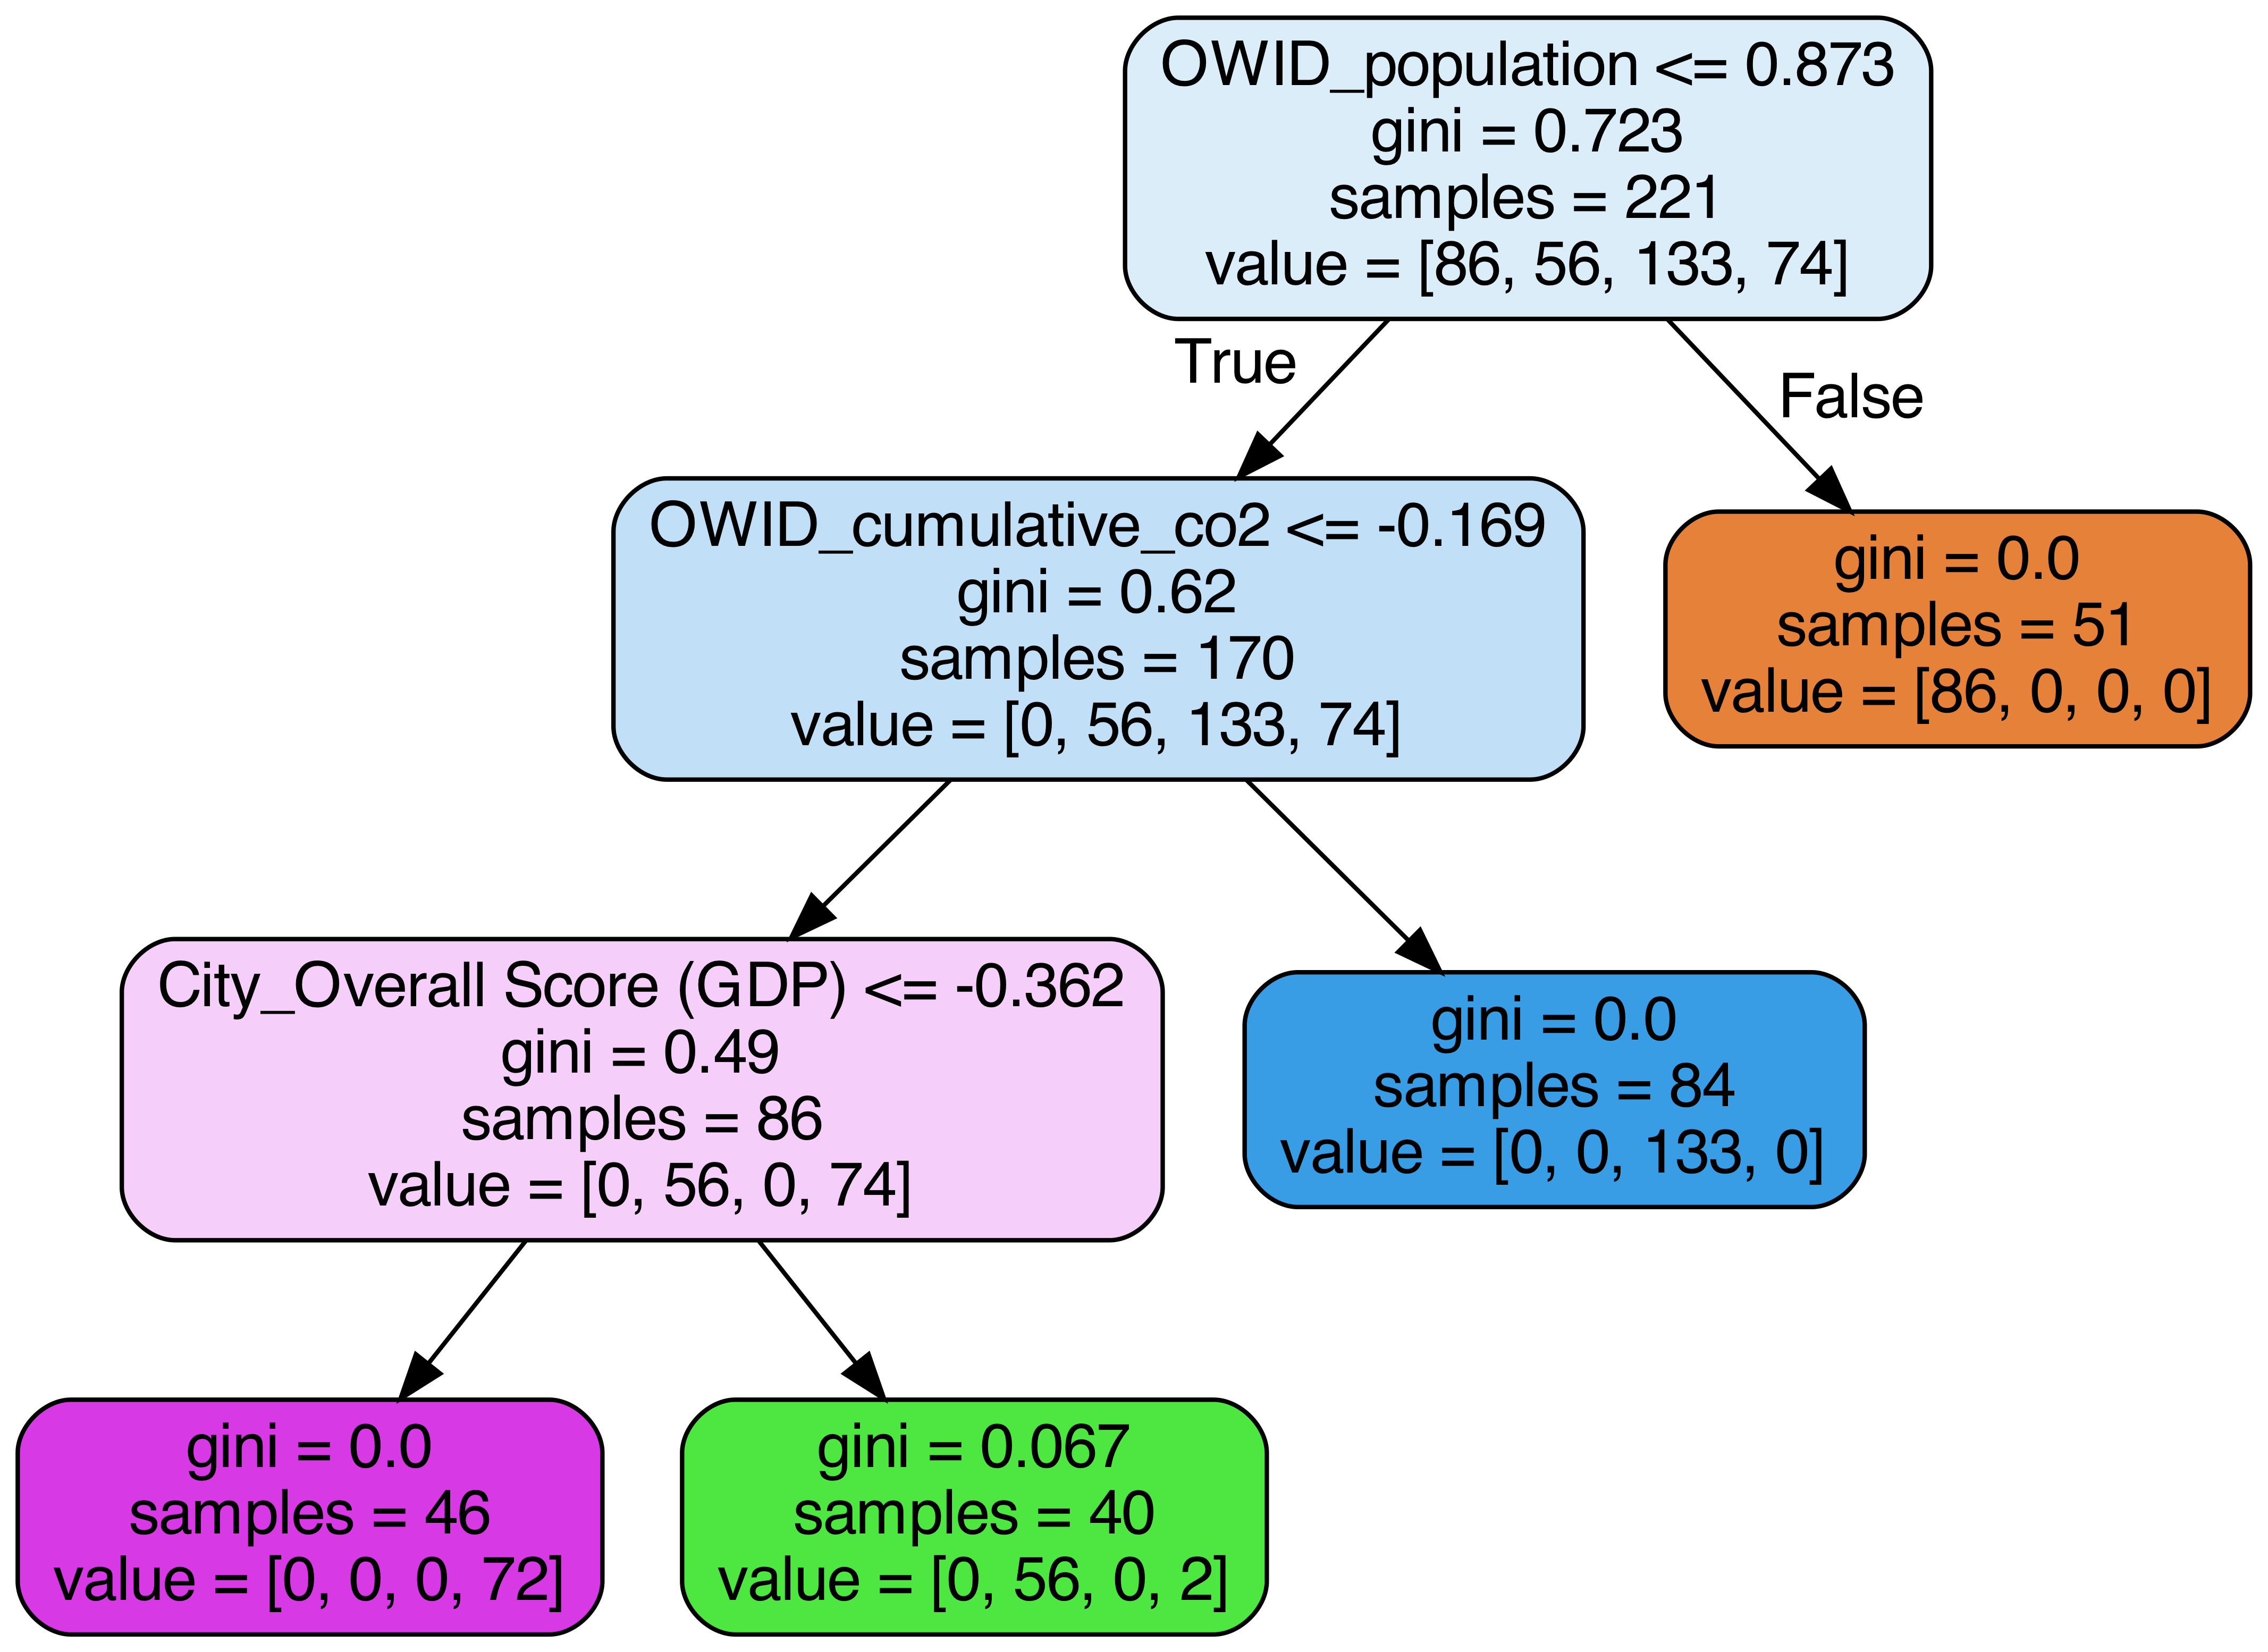 OWID_population <= 0.873
gini = 0.723
samples = 221
value = [86, 56, 133, 74]
True
False
OWID_cumulative_co2 <= -0.169
gini = 0.62
samples = 170
value = [0, 56, 133, 74]
gini = 0.0
samples = 51
value = [86, 0, 0, 0]
City_Overall Score (GDP) <= -0.362
gini = 0.49
samples = 86
value = [0, 56, 0, 74]
gini = 0.0
samples = 84
value = [0, 0, 133, 0]
gini = 0.0
samples = 46
value = [0, 0, 0, 72]
gini = 0.067
samples = 40
value = [0, 56, 0, 2]